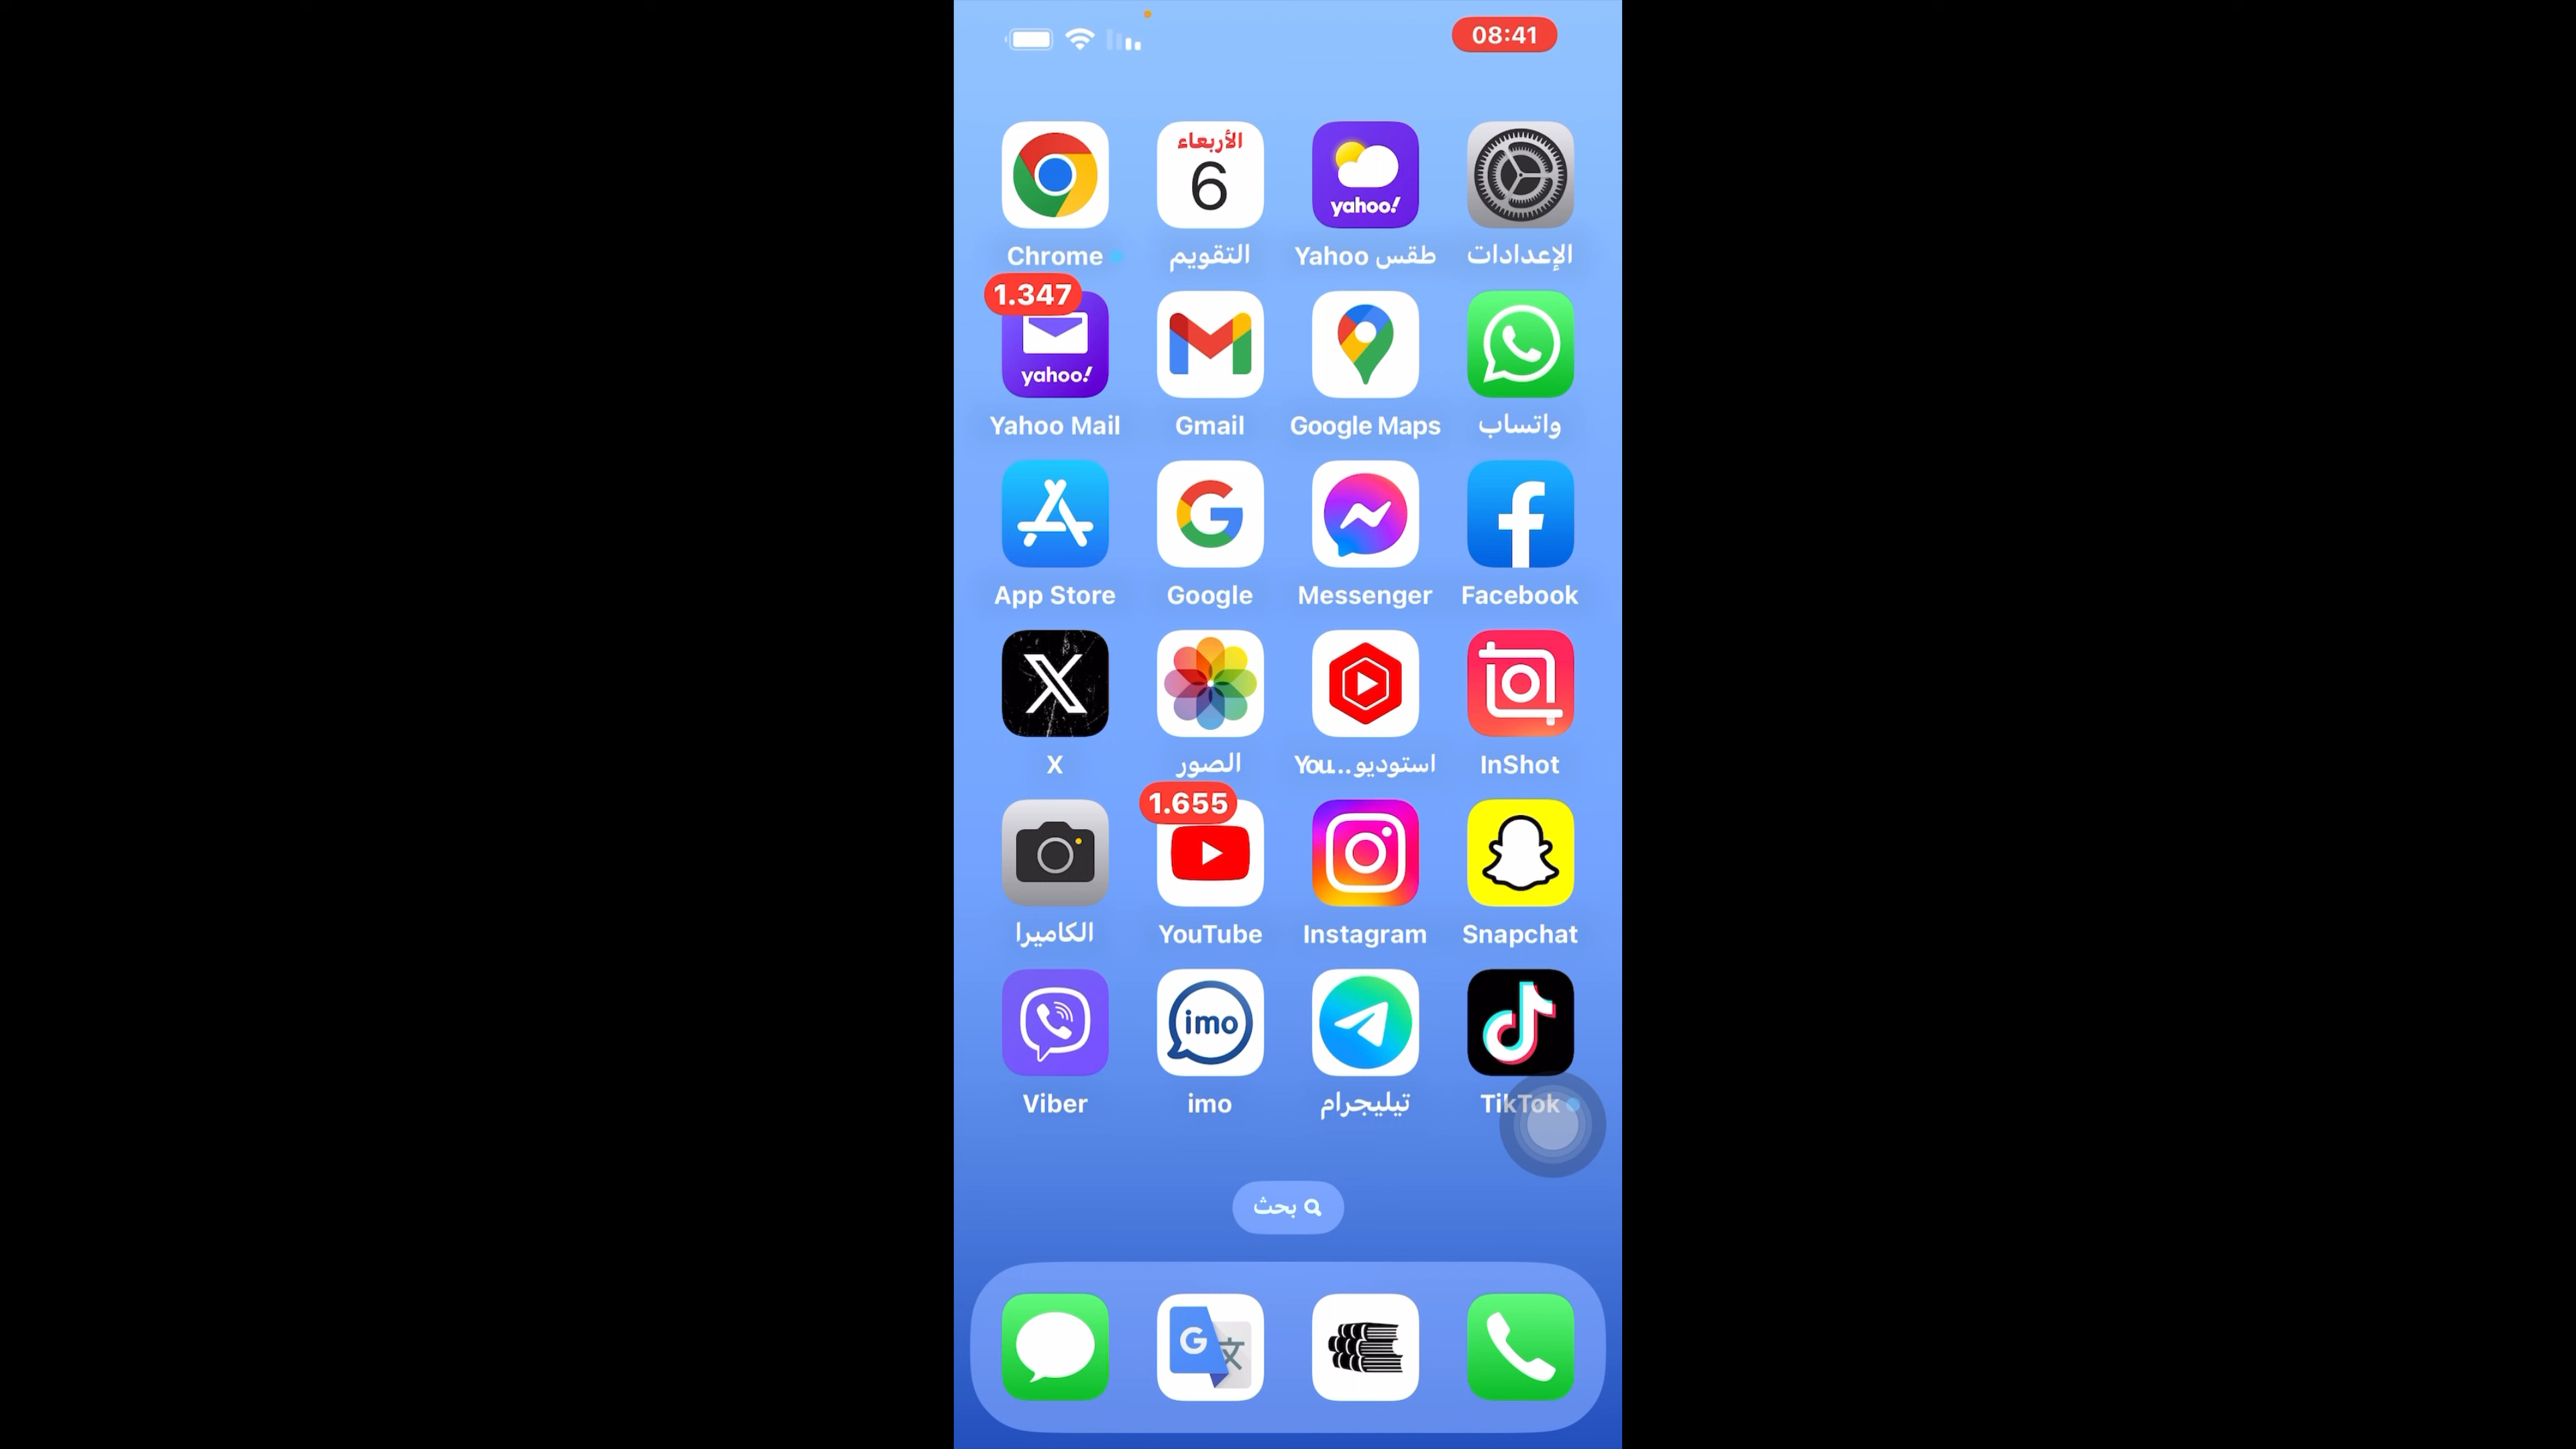 08:41
الأربعاء
6
yahoo!
الإعدادات
طقس Yahoo
التقويم
Chrome
1.347
yahoo!
واتساب
Google Maps
Gmail
Yahoo Mail
Facebook
Messenger
Google
App Store
InShot
استوديو You...
الصور
X
1.655
Snapchat
Instagram
YouTube
الكاميرا
imo
TikTok
تيليجرام
imo
Viber
بحث
G
文